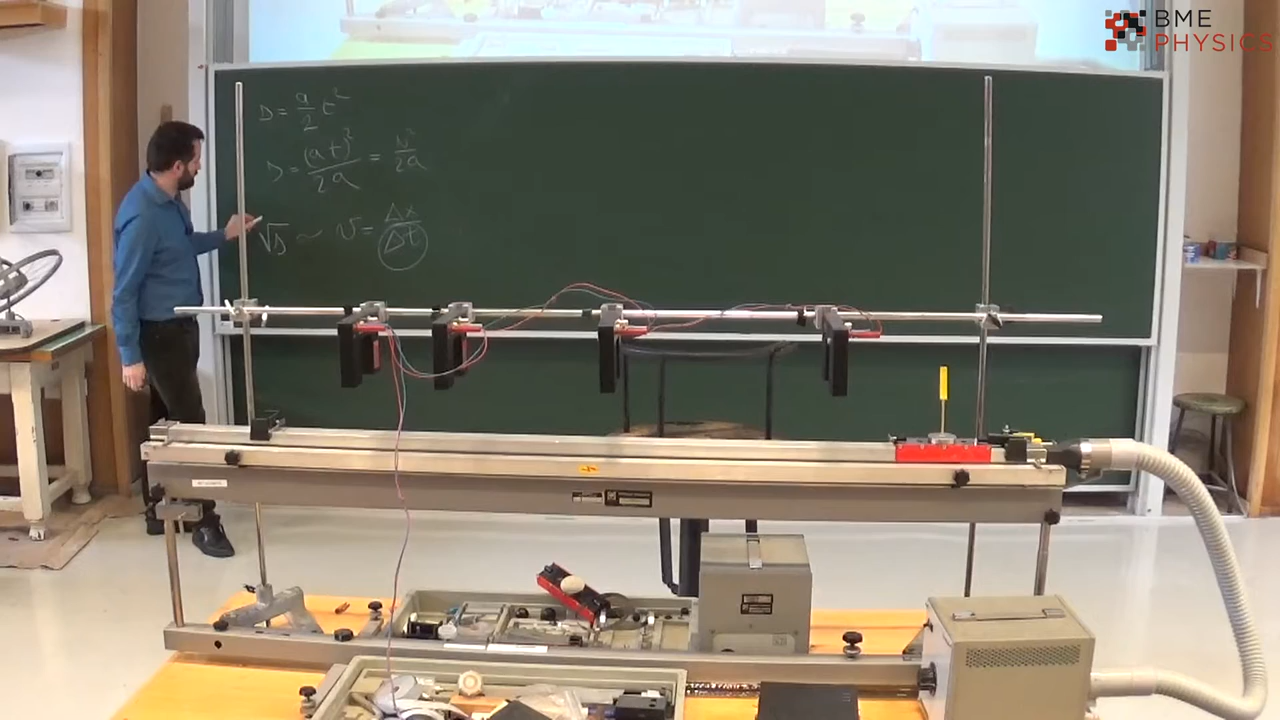 BME
PHYSICS
s = a/2 t²
s = (at)²/2a = v²/2a
√s ~ v = Δx/Δt